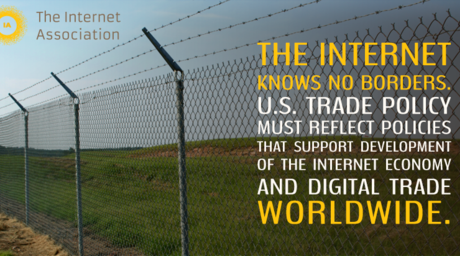 The Internet
Association
THE INTERNET
KNOWS NO BORDERS.
U.S. TRADE POLICY
MUST REFLECT POLICIES
THAT SUPPORT DEVELOPMENT
OF THE INTERNET ECONOMY
AND DIGITAL TRADE
WORLDWIDE.